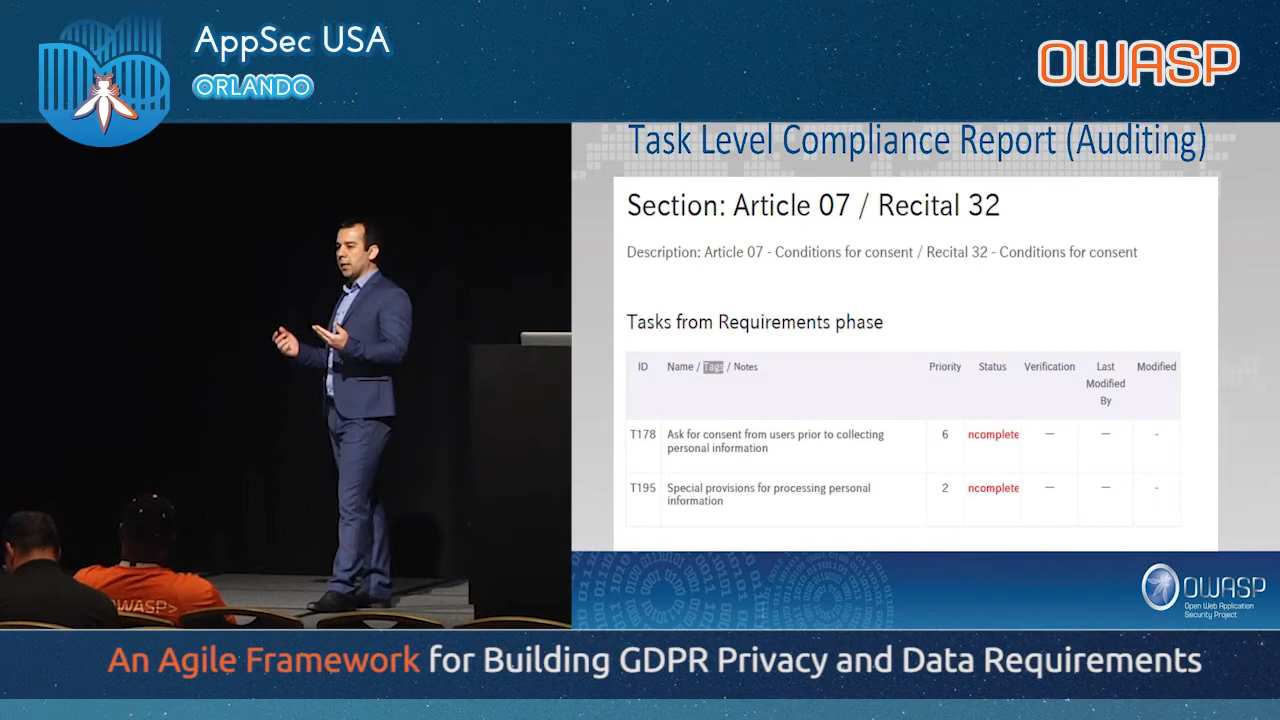 AppSec USA
ORLANDO
OWASP
Task Level Compliance Report (Auditing)
Section: Article 07 / Recital 32
Description: Article 07 - Conditions for consent / Recital 32 - Conditions for consent
Tasks from Requirements phase
ID Name / Tags / Notes Priority Status Verification Last Modified By Modified
T178 Ask for consent from users prior to collecting personal information 6 ncomplete — — -
T195 Special provisions for processing personal information 2 ncomplete — — -
OWASP>
OWASP
Open Web Application
Security Project
An Agile Framework for Building GDPR Privacy and Data Requirements